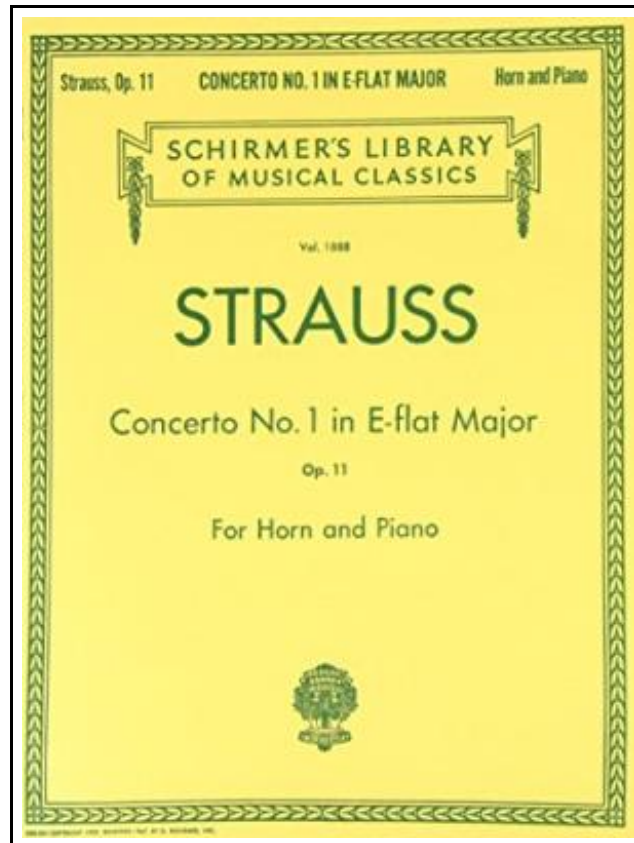 Strauss, Op. 11 CONCERTO NO. 1 IN E-FLAT MAJOR Horn and Piano
SCHIRMER'S LIBRARY
OF MUSICAL CLASSICS
Vol. 1888
STRAUSS
Concerto No. 1 in E-flat Major
Op. 11
For Horn and Piano